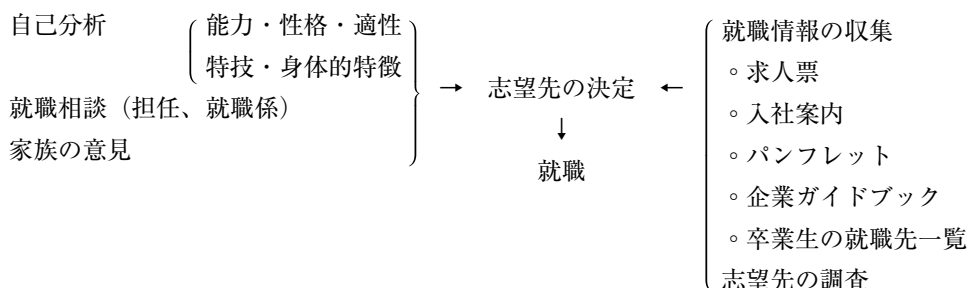 自己分析
能力・性格・適性
特技・身体的特徴
就職相談（担任、就職係）
家族の意見
→ 志望先の決定 ←
↓
就職
就職情報の収集
◦求人票
◦入社案内
◦パンフレット
◦企業ガイドブック
◦卒業生の就職先一覧
志望先の調査